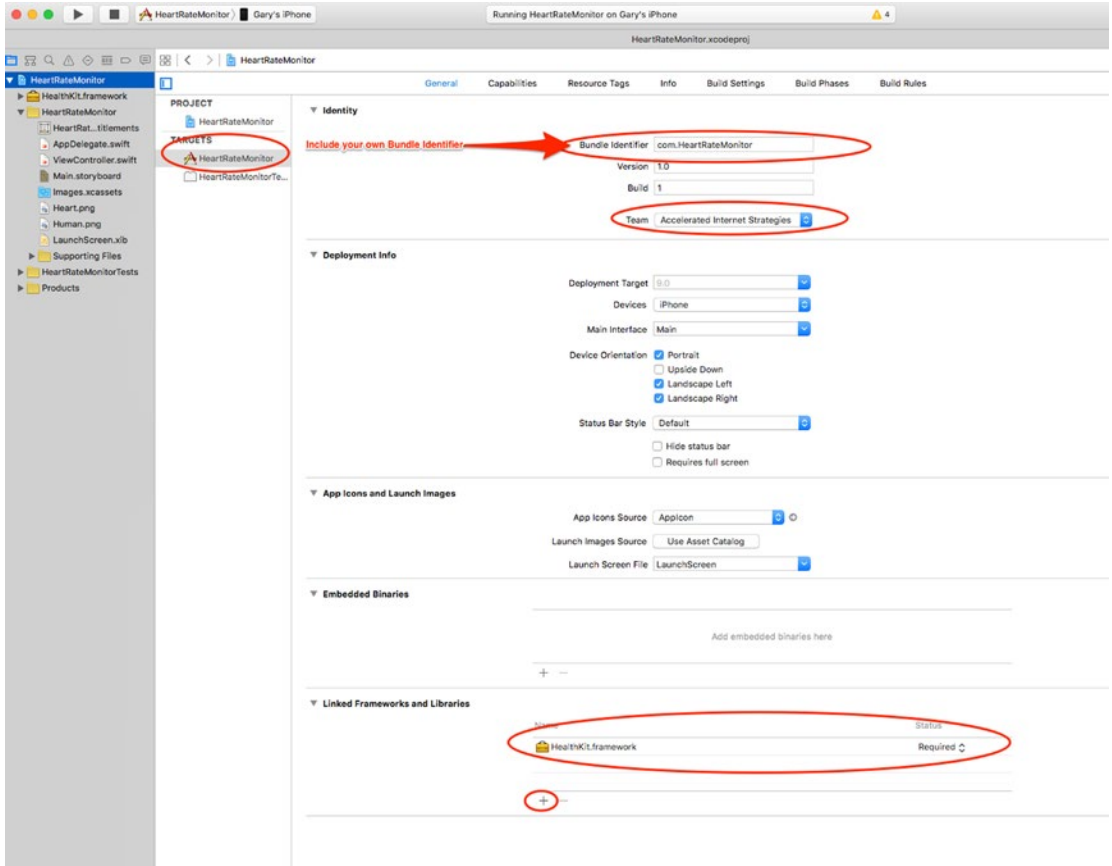 HeartRateMonitor
Gary's iPhone
Running HeartRateMonitor on Gary's iPhone
4
HeartRateMonitor.xcodeproj
HeartRateMonitor
HeartRateMonitor
HealthKit.framework
HeartRateMonitor
HeartRat...titlements
AppDelegate.swift
ViewController.swift
Main.storyboard
Images.xcassets
Heart.png
Human.png
LaunchScreen.xib
Supporting Files
HeartRateMonitorTests
Products
General Capabilities Resource Tags Info Build Settings Build Phases Build Rules
PROJECT
HeartRateMonitor
TARGETS
HeartRateMonitor
HeartRateMonitorTe...
Identity
Include your own Bundle Identifier
Bundle Identifier com.HeartRateMonitor
Version 1.0
Build 1
Team Accelerated Internet Strategies
Deployment Info
Deployment Target 9.0
Devices iPhone
Main Interface Main
Device Orientation Portrait
Upside Down
Landscape Left
Landscape Right
Status Bar Style Default
Hide status bar
Requires full screen
App Icons and Launch Images
App Icons Source AppIcon
Launch Images Source Use Asset Catalog
Launch Screen File LaunchScreen
Embedded Binaries
Add embedded binaries here
Linked Frameworks and Libraries
Name Status
HealthKit.framework Required